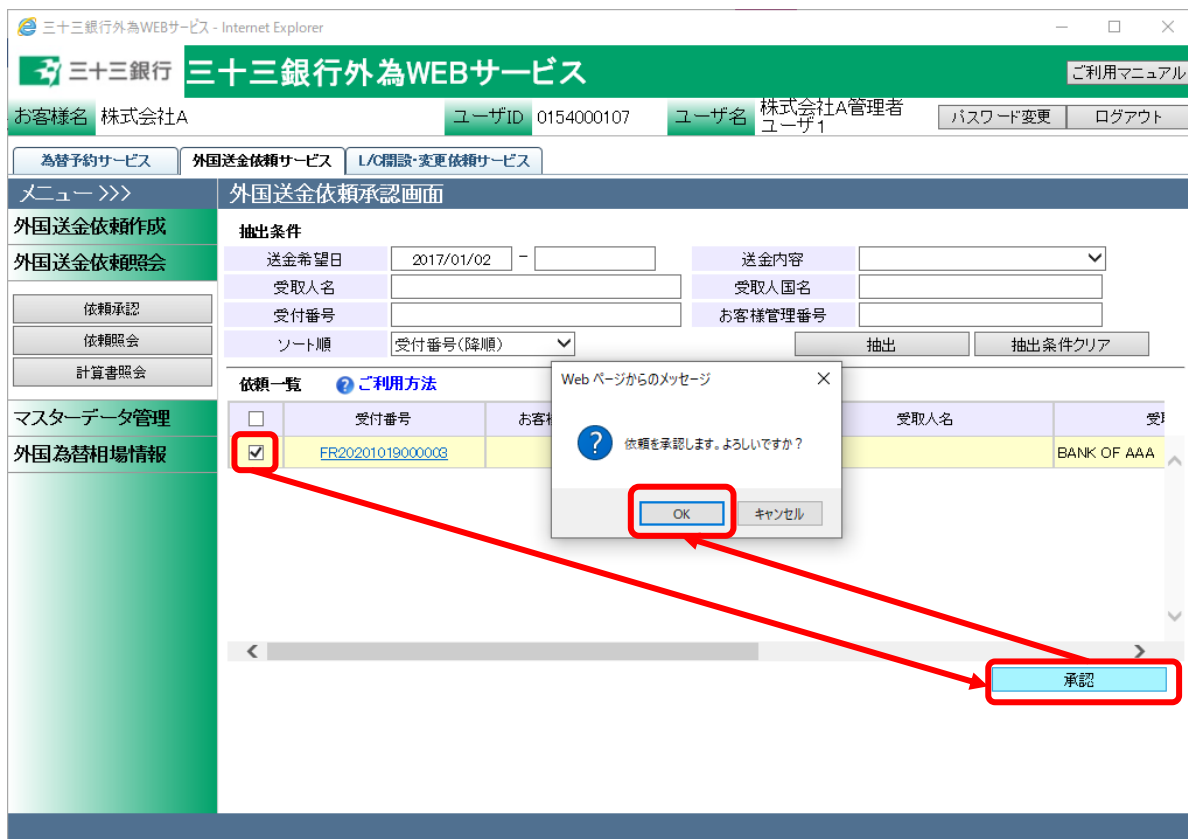 三十三銀行外為WEBサービス - Internet Explorer
三十三銀行 三十三銀行外為WEBサービス ご利用マニュアル
お客様名 株式会社A ユーザID 0154000107 ユーザ名 株式会社A管理者
ユーザ1
パスワード変更 ログアウト
為替予約サービス 外国送金依頼サービス L/C開設・変更依頼サービス
メニュー >>> 外国送金依頼承認画面
外国送金依頼作成
外国送金依頼照会
依頼承認
依頼照会
計算書照会
マスターデータ管理
外国為替相場情報
抽出条件
送金希望日 2017/01/02 - 送金内容
受取人名 受取人国名
受付番号 お客様管理番号
ソート順 受付番号(降順) 抽出 抽出条件クリア
依頼一覧 ? ご利用方法
受付番号 お客 受取人名
FR20201019000003 BANK OF AAA
Web ページからのメッセージ
依頼を承認します。よろしいですか?
OK キャンセル
承認